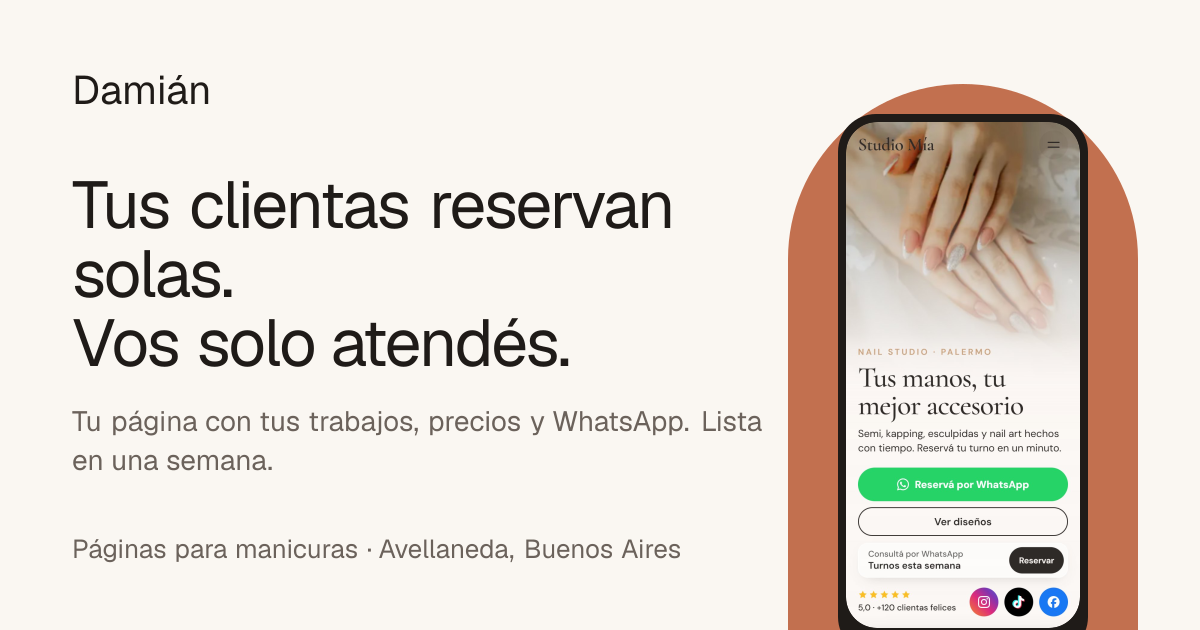 Damián
Tus clientas reservan
solas.
Vos solo atendés.
Tu página con tus trabajos, precios y WhatsApp. Lista
en una semana.
Páginas para manicuras · Avellaneda, Buenos Aires
Studio Mía
NAIL STUDIO · PALERMO
Tus manos, tu
mejor accesorio
Semi, kapping, esculpidas y nail art hechos
con tiempo. Reservá tu turno en un minuto.
Reservá por WhatsApp
Ver diseños
Consultá por WhatsApp
Turnos esta semana
Reservar
5,0 · +120 clientas felices